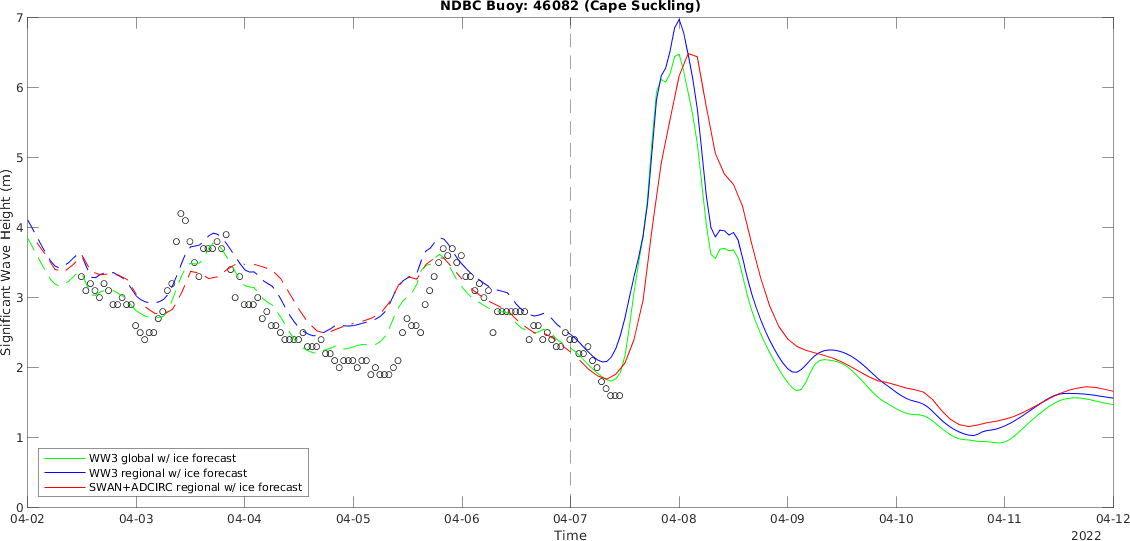 NDBC Buoy: 46082 (Cape Suckling)
7
6
5
4
3
2
1
0
Significant Wave Height (m)
WW3 global w/ ice forecast
WW3 regional w/ ice forecast
SWAN+ADCIRC regional w/ ice forecast
04-02 04-03 04-04 04-05 04-06 04-07 04-08 04-09 04-10 04-11 04-12
Time
2022